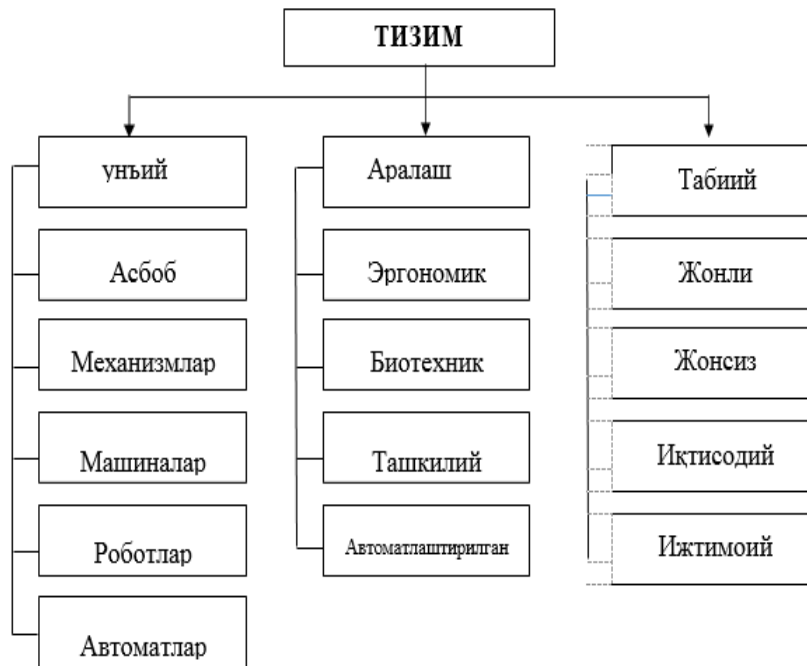 ТИЗИМ
унъий
Асбоб
Механизмлар
Машиналар
Роботлар
Автоматлар
Аралаш
Эргономик
Биотехник
Ташкилий
Автоматлаштирилган
Табиий
Жонли
Жонсиз
Иқтисодий
Ижтимоий